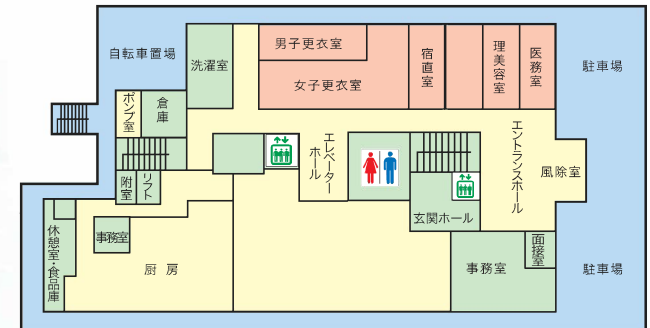 自転車置場
洗濯室
男子更衣室
女子更衣室
宿直室
理美容室
医務室
駐車場
ポンプ室
倉庫
エレベーター
ホール
エントランスホール
風除室
附室
リフト
玄関ホール
休憩室・食品庫
事務室
厨房
事務室
面接室
駐車場